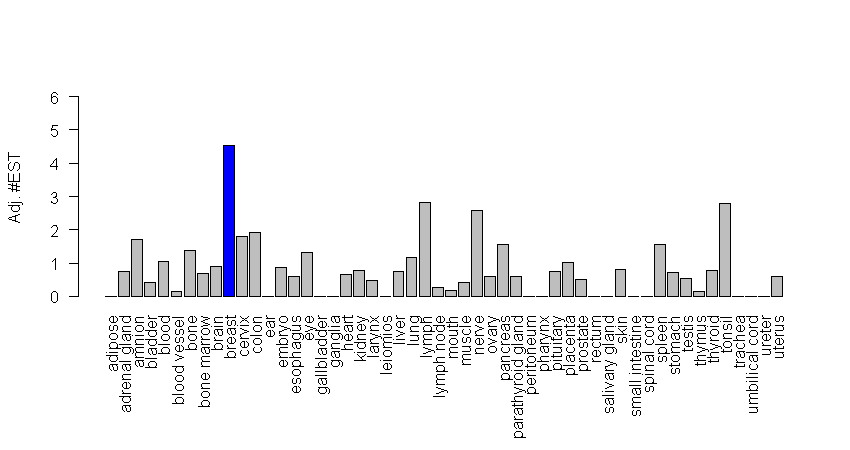 Adj. #EST
6
5
4
3
2
1
0
adipose
adrenal gland
amnion
bladder
blood
blood vessel
bone
bone marrow
brain
breast
cervix
colon
ear
embryo
esophagus
eye
gallbladder
ganglia
heart
kidney
larynx
leiomios
liver
lung
lymph
lymph node
mouth
muscle
nerve
ovary
pancreas
parathyroid gland
peritoneum
pharynx
pituitary
placenta
prostate
rectum
salivary gland
skin
small intestine
spinal cord
spleen
stomach
testis
thymus
thyroid
tonsil
trachea
umbilical cord
ureter
uterus